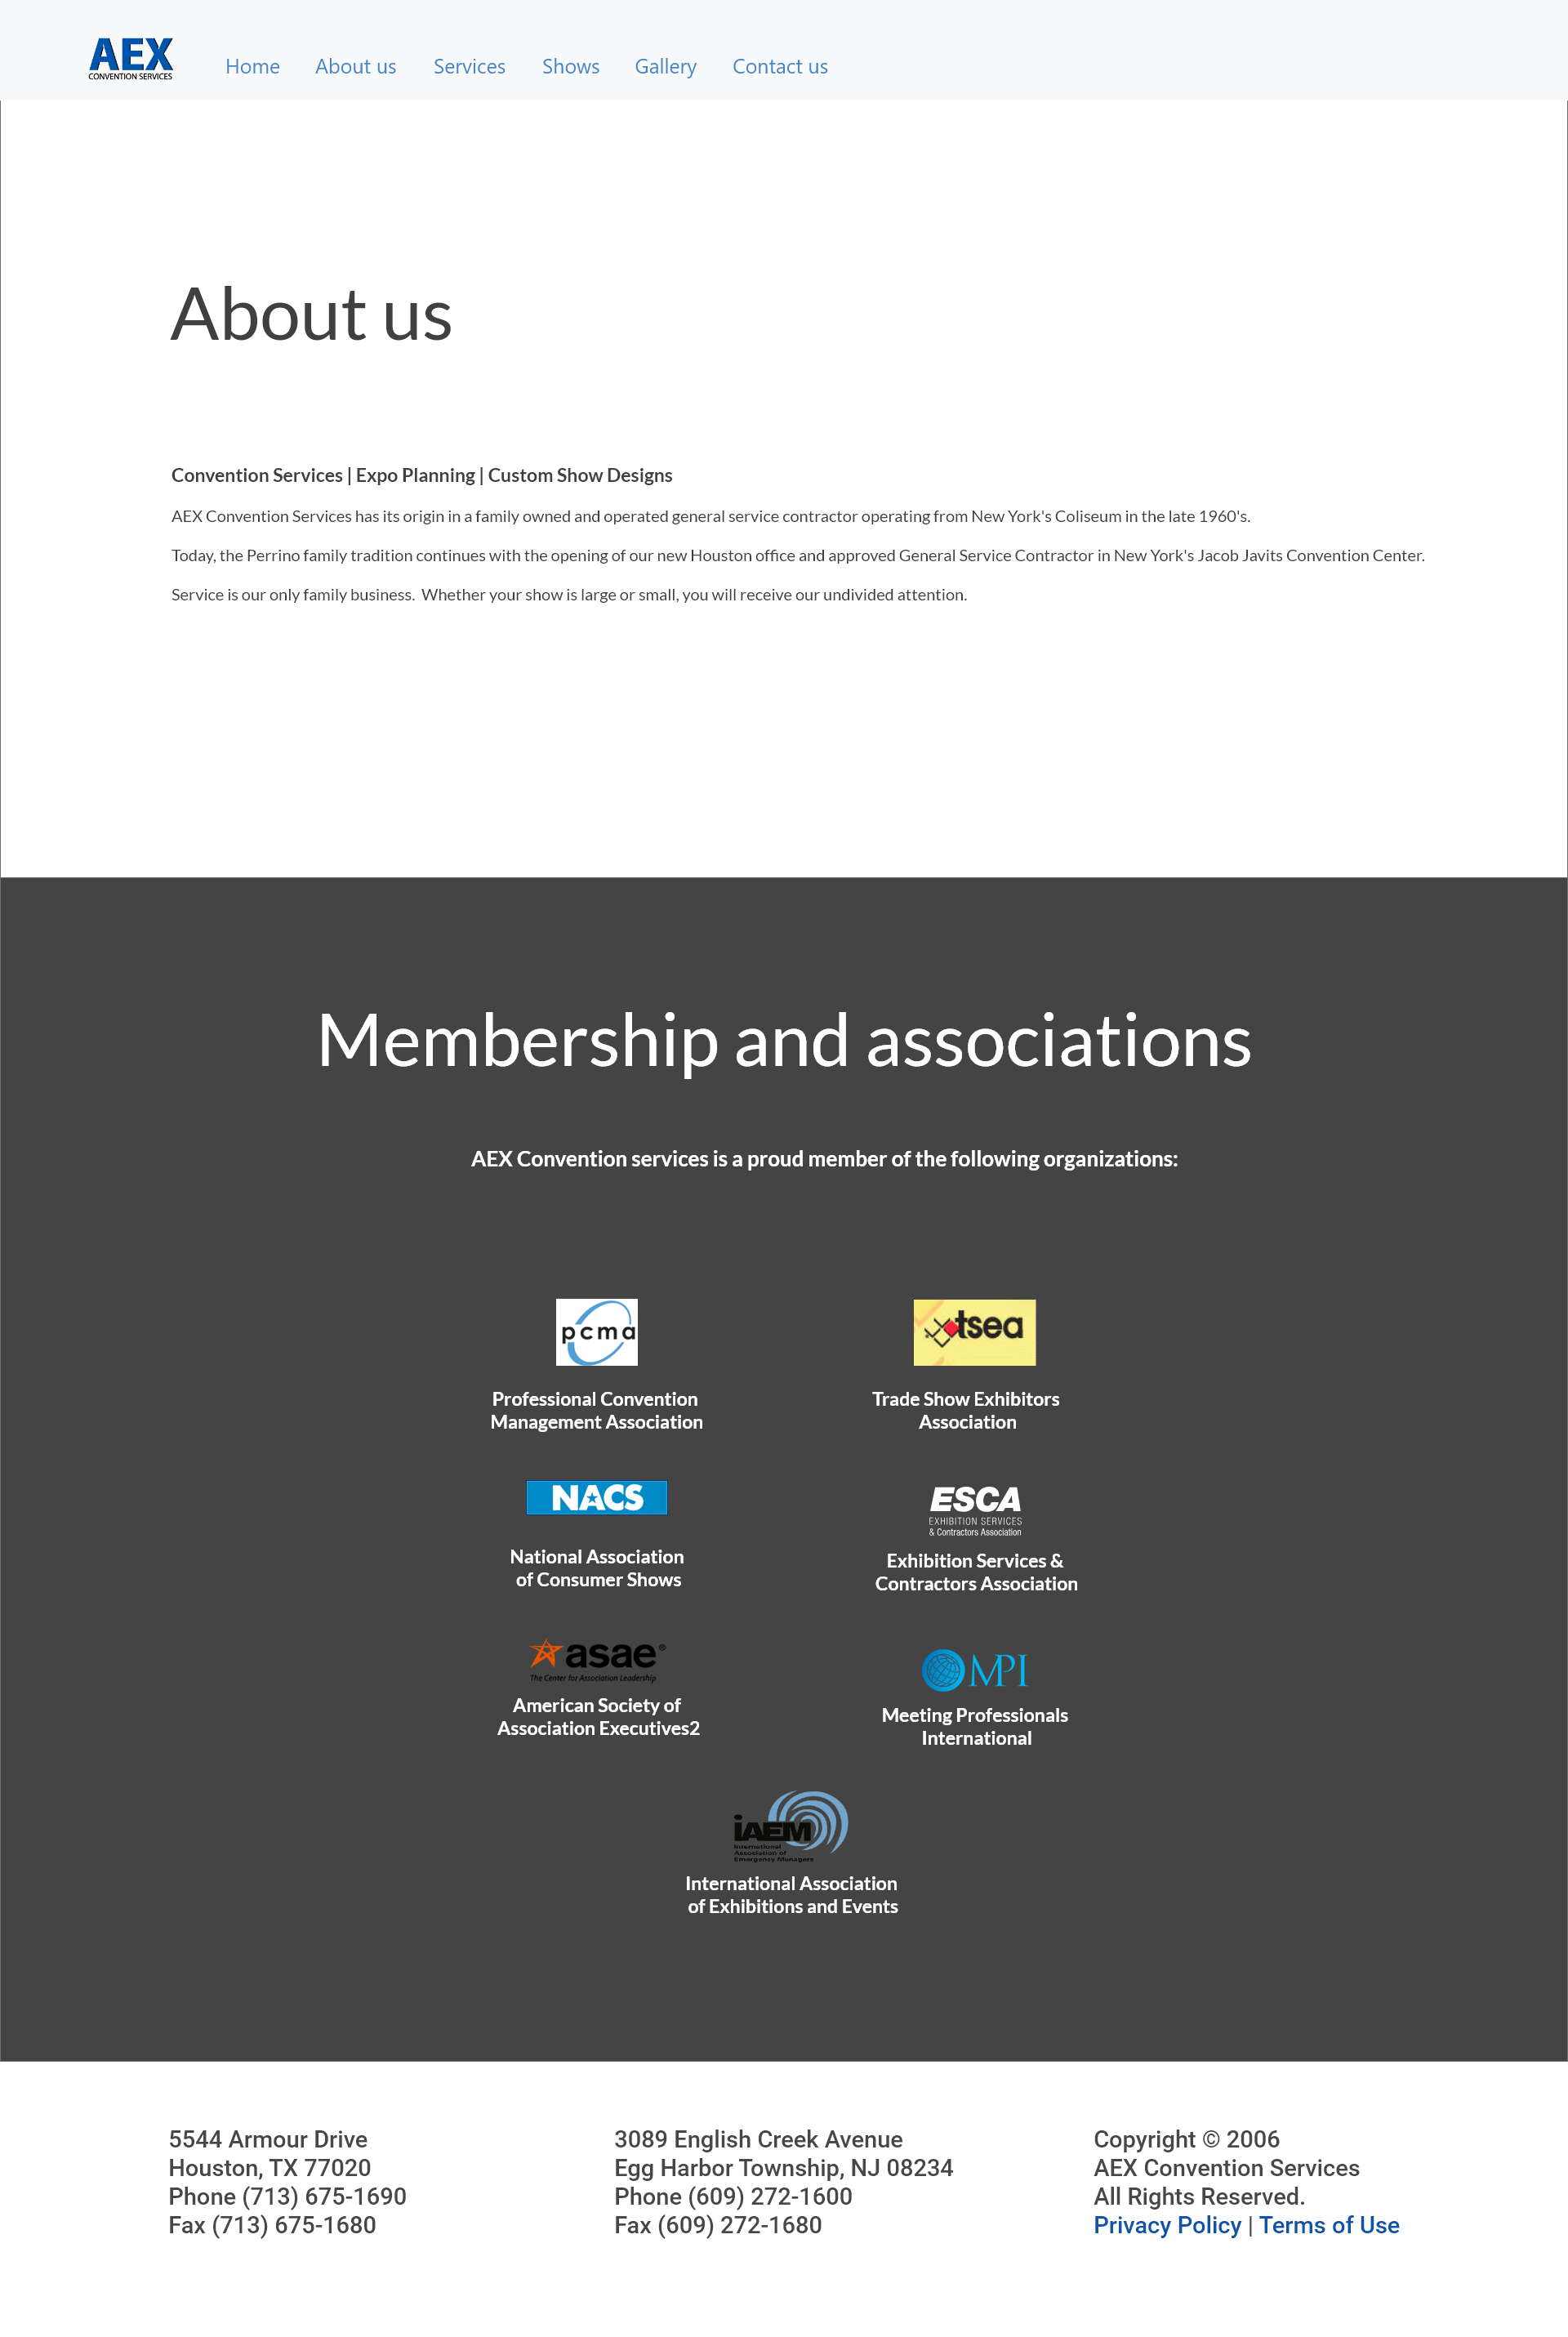 AEX
CONVENTION SERVICES
Home About us Services Shows Gallery Contact us
About us
Convention Services | Expo Planning | Custom Show Designs
AEX Convention Services has its origin in a family owned and operated general service contractor operating from New York's Coliseum in the late 1960's.
Today, the Perrino family tradition continues with the opening of our new Houston office and approved General Service Contractor in New York's Jacob Javits Convention Center.
Service is our only family business.  Whether your show is large or small, you will receive our undivided attention.
Membership and associations
AEX Convention services is a proud member of the following organizations:
pcma
Professional Convention
Management Association
tsea
Trade Show Exhibitors
Association
NACS
National Association
of Consumer Shows
ESCA
EXHIBITION SERVICES
& Contractors Association
Exhibition Services &
Contractors Association
asae®
The Center for Association Leadership
American Society of
Association Executives2
MPI
Meeting Professionals
International
iAEM
International
Association of
Emergency Managers
International Association
of Exhibitions and Events
5544 Armour Drive
Houston, TX 77020
Phone (713) 675-1690
Fax (713) 675-1680
3089 English Creek Avenue
Egg Harbor Township, NJ 08234
Phone (609) 272-1600
Fax (609) 272-1680
Copyright © 2006
AEX Convention Services
All Rights Reserved.
Privacy Policy | Terms of Use